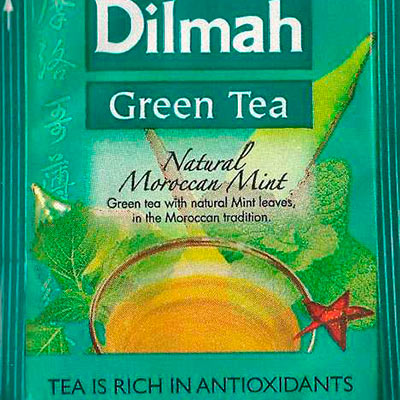 Dilmah
Green Tea
Natural
Moroccan Mint
Green tea with natural Mint leaves,
in the Moroccan tradition.
TEA IS RICH IN ANTIOXIDANTS